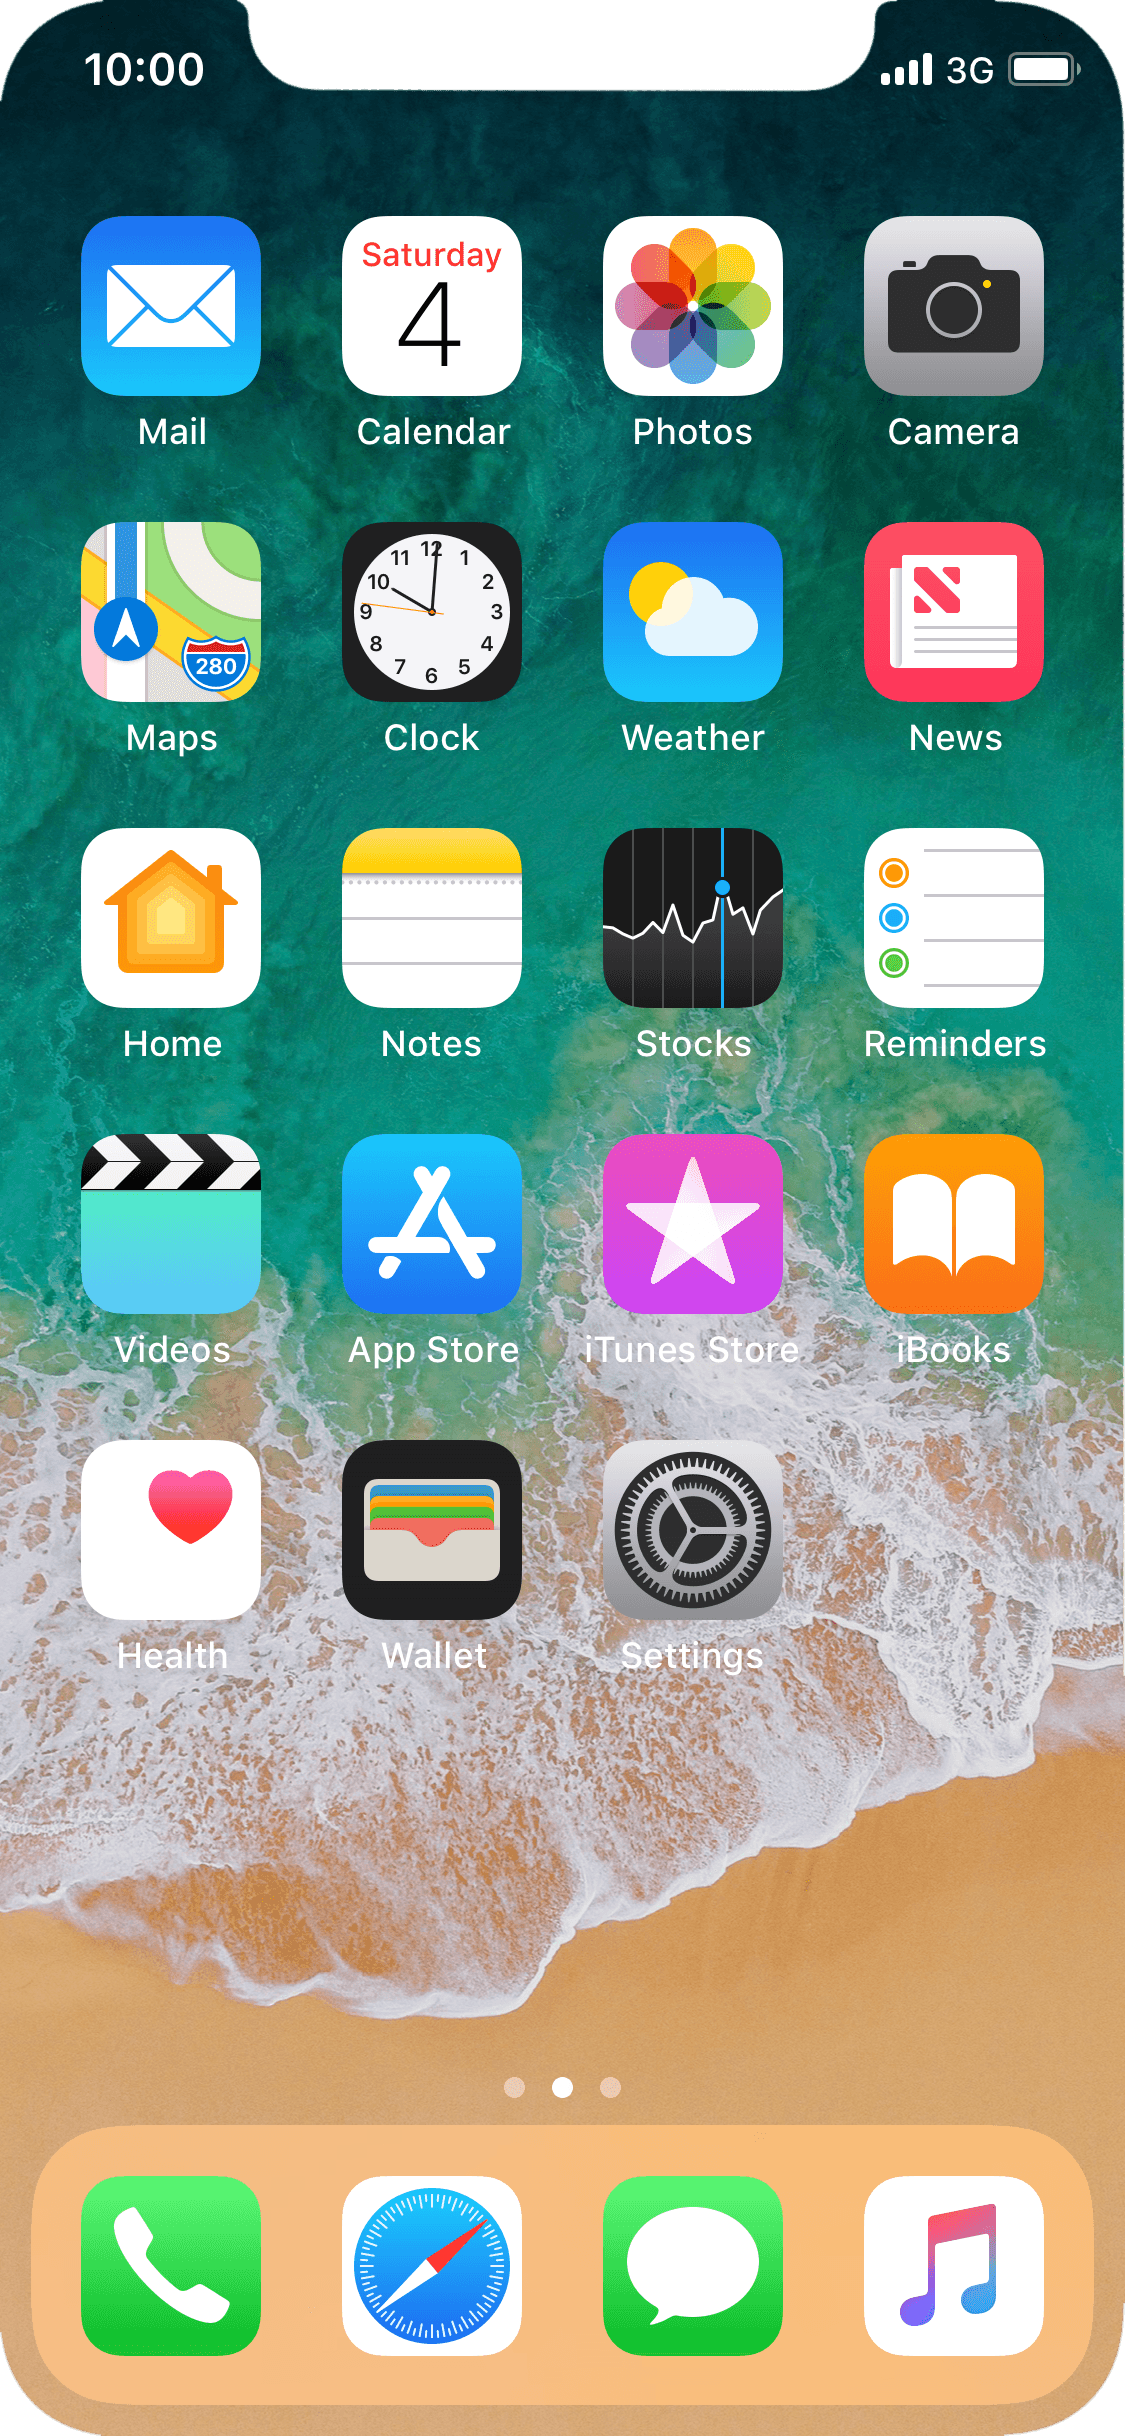 10:00 3G
Saturday
4
Mail Calendar Photos Camera
12
11 1
10 2
9 3
8 4
7 5
6
280
Maps Clock Weather News
Home Notes Stocks Reminders
Videos App Store iTunes Store iBooks
Health Wallet Settings